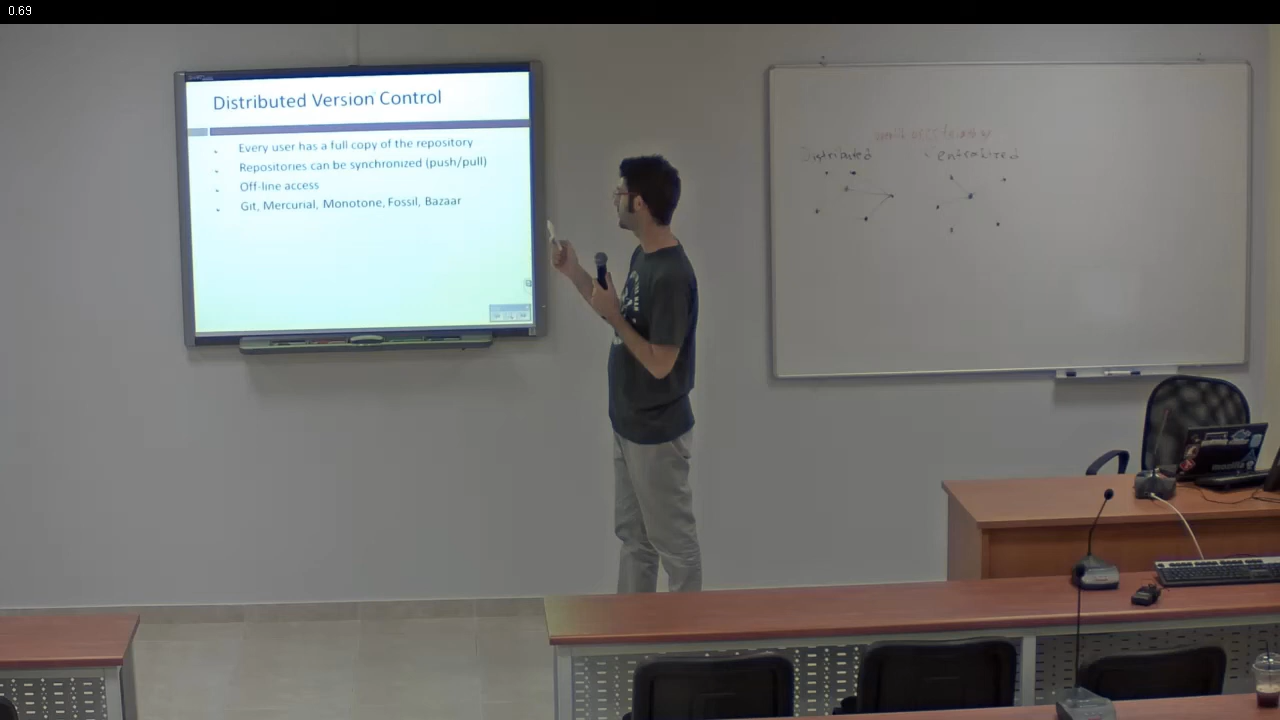 0.69
Distributed Version Control
Every user has a full copy of the repository
Repositories can be synchronized (push/pull)
Off-line access
Git, Mercurial, Monotone, Fossil, Bazaar
Distributed
Centralized